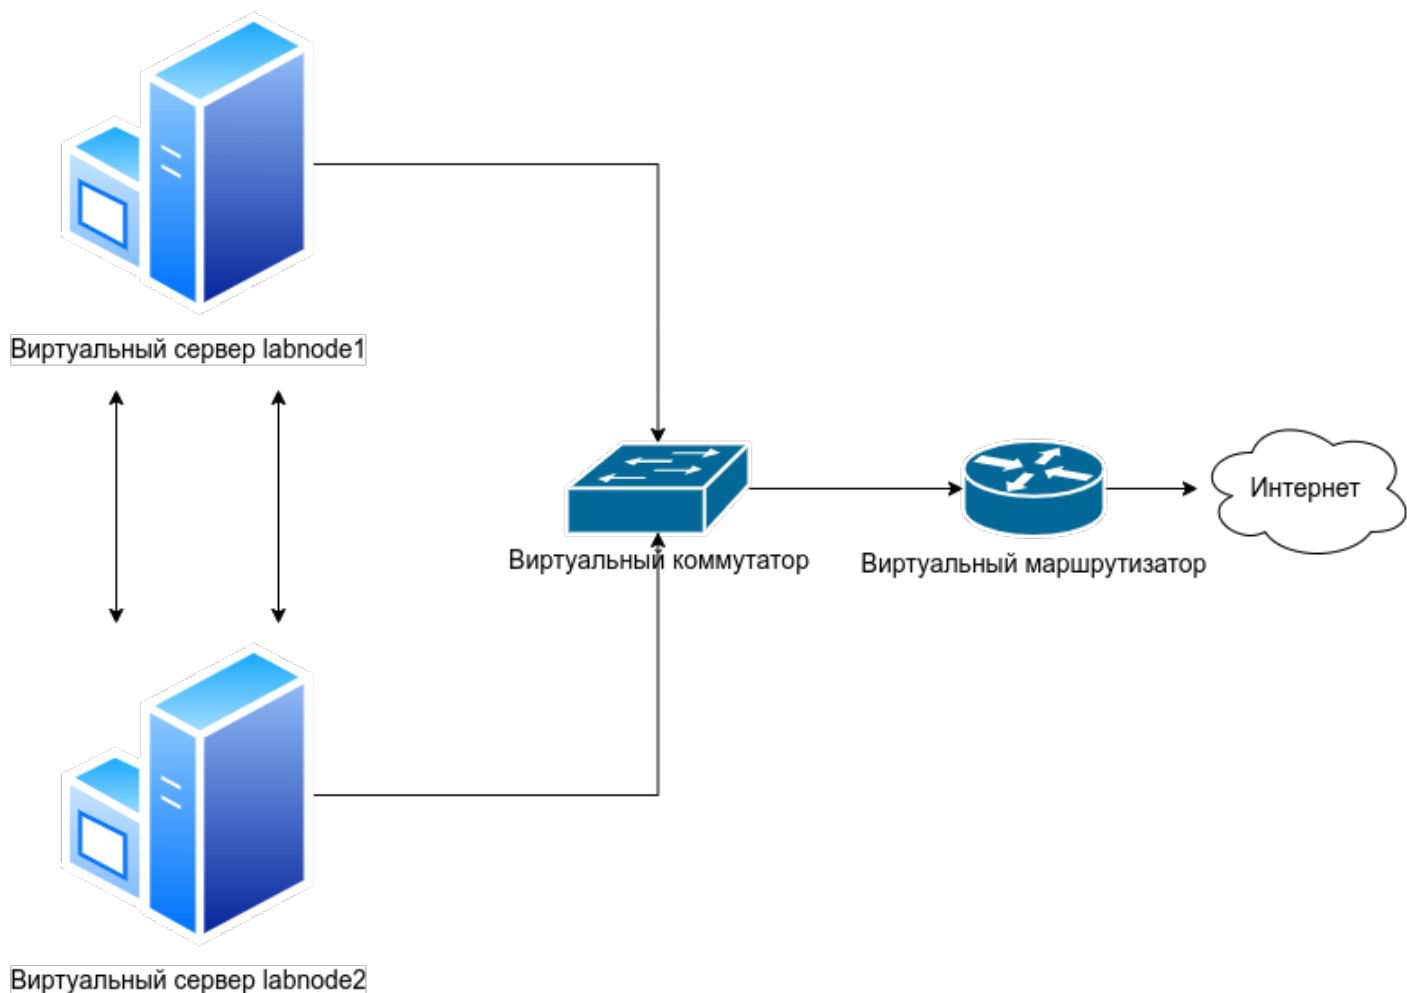 Виртуальный сервер labnode1
Виртуальный коммутатор
Виртуальный маршрутизатор
Интернет
Виртуальный сервер labnode2